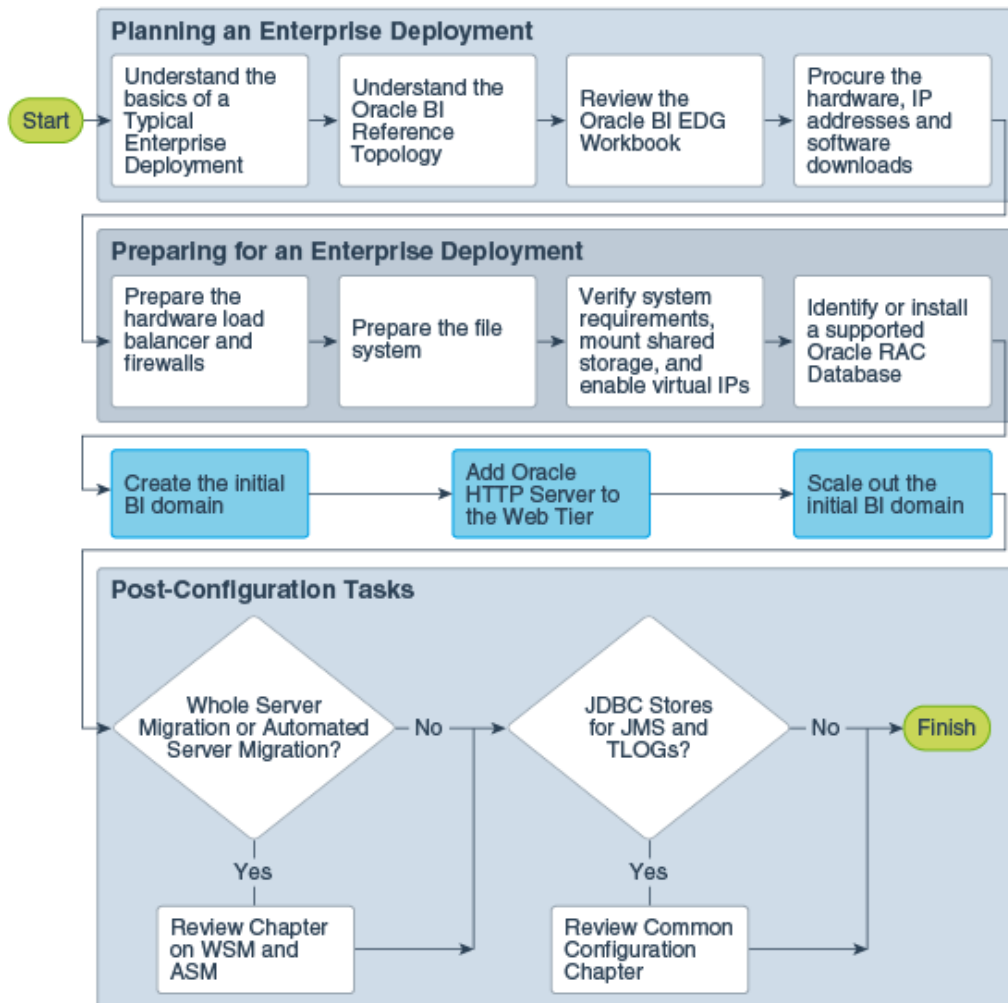 Planning an Enterprise Deployment
Start
Understand the
basics of a
Typical
Enterprise
Deployment
Understand the
Oracle BI
Reference
Topology
Review the
Oracle BI EDG
Workbook
Procure the
hardware, IP
addresses and
software
downloads
Preparing for an Enterprise Deployment
Prepare the
hardware load
balancer and
firewalls
Prepare the file
system
Verify system
requirements,
mount shared
storage, and
enable virtual IPs
Identify or install
a supported
Oracle RAC
Database
Create the initial
BI domain
Add Oracle
HTTP Server to
the Web Tier
Scale out the
initial BI domain
Post-Configuration Tasks
Whole Server
Migration or Automated
Server Migration?
No
JDBC Stores
for JMS and
TLOGs?
No
Finish
Yes
Review Chapter
on WSM and
ASM
Yes
Review Common
Configuration
Chapter